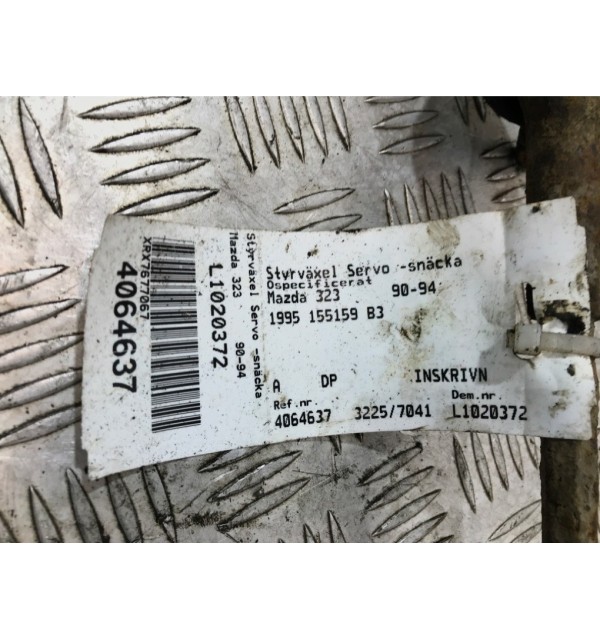 Styrväxel Servo -snäcka
Ospecificerat
Mazda 323 90-94
1995 155159 B3
A DP INSKRIVN
Ref.nr. Dem.nr.
4064637 3225/7041 L1020372
Styrväxel Servo -snäcka
Mazda 323 90-94
L1020372
4064637